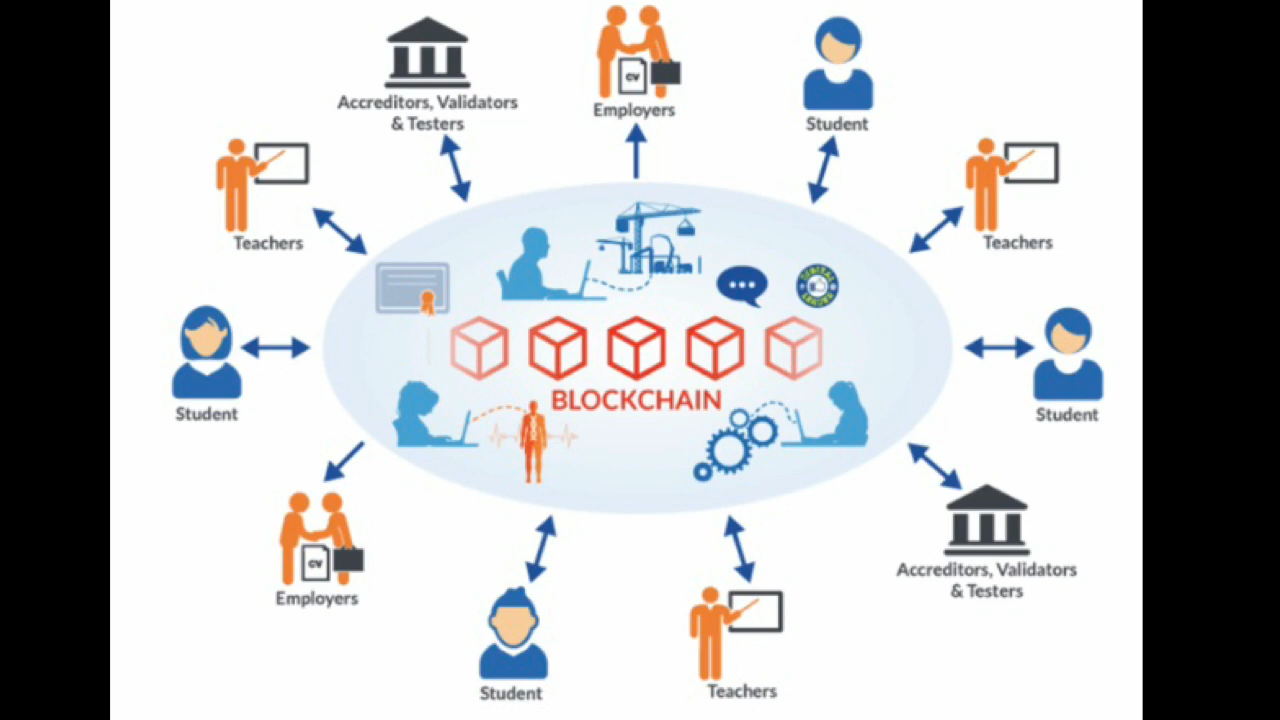 Accreditors, Validators
& Testers
CV
Employers
Student
Teachers
Teachers
Student
BLOCKCHAIN
Student
CV
Employers
Accreditors, Validators
& Testers
Student
Teachers